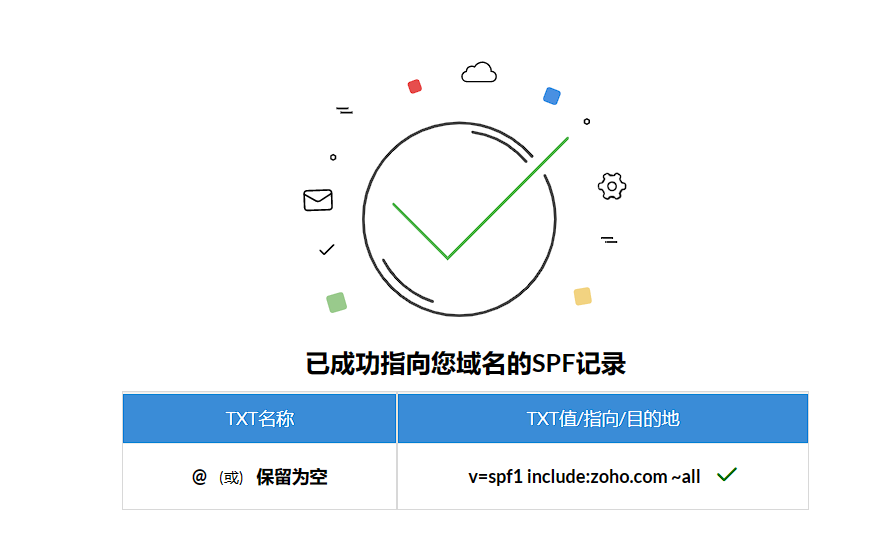 已成功指向您域名的SPF记录
TXT名称 TXT值/指向/目的地
@ (或) 保留为空 v=spf1 include:zoho.com ~all